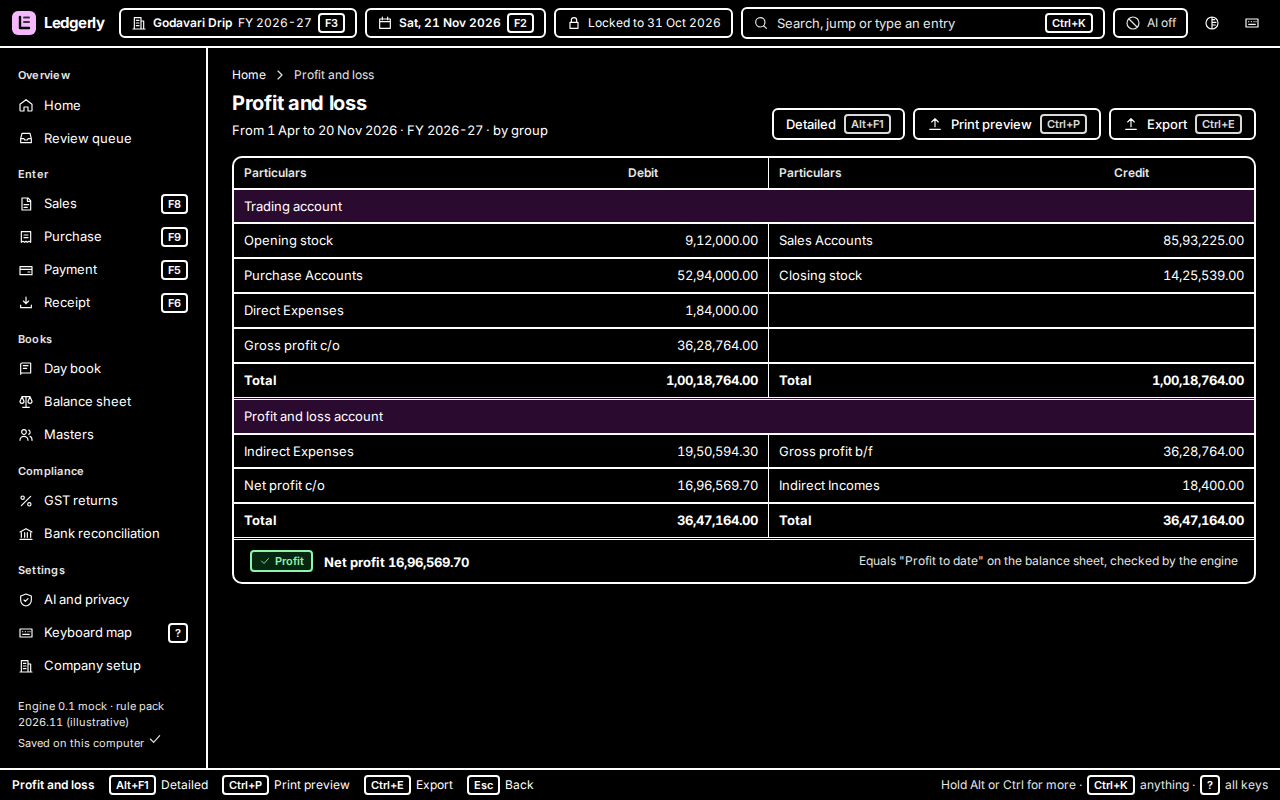 Ledgerly
Godavari Drip FY 2026-27 F3
Sat, 21 Nov 2026 F2
Locked to 31 Oct 2026
Search, jump or type an entry Ctrl+K
AI off
Overview
Home
Review queue
Enter
Sales F8
Purchase F9
Payment F5
Receipt F6
Books
Day book
Balance sheet
Masters
Compliance
GST returns
Bank reconciliation
Settings
AI and privacy
Keyboard map ?
Company setup
Engine 0.1 mock · rule pack
2026.11 (illustrative)
Saved on this computer
Home Profit and loss
Profit and loss
From 1 Apr to 20 Nov 2026 · FY 2026-27 · by group
Detailed Alt+F1
Print preview Ctrl+P
Export Ctrl+E
Particulars Debit Particulars Credit
Trading account
Opening stock 9,12,000.00 Sales Accounts 85,93,225.00
Purchase Accounts 52,94,000.00 Closing stock 14,25,539.00
Direct Expenses 1,84,000.00
Gross profit c/o 36,28,764.00
Total 1,00,18,764.00 Total 1,00,18,764.00
Profit and loss account
Indirect Expenses 19,50,594.30 Gross profit b/f 36,28,764.00
Net profit c/o 16,96,569.70 Indirect Incomes 18,400.00
Total 36,47,164.00 Total 36,47,164.00
Profit Net profit 16,96,569.70 Equals "Profit to date" on the balance sheet, checked by the engine
Profit and loss Alt+F1 Detailed Ctrl+P Print preview Ctrl+E Export Esc Back Hold Alt or Ctrl for more · Ctrl+K anything · ? all keys